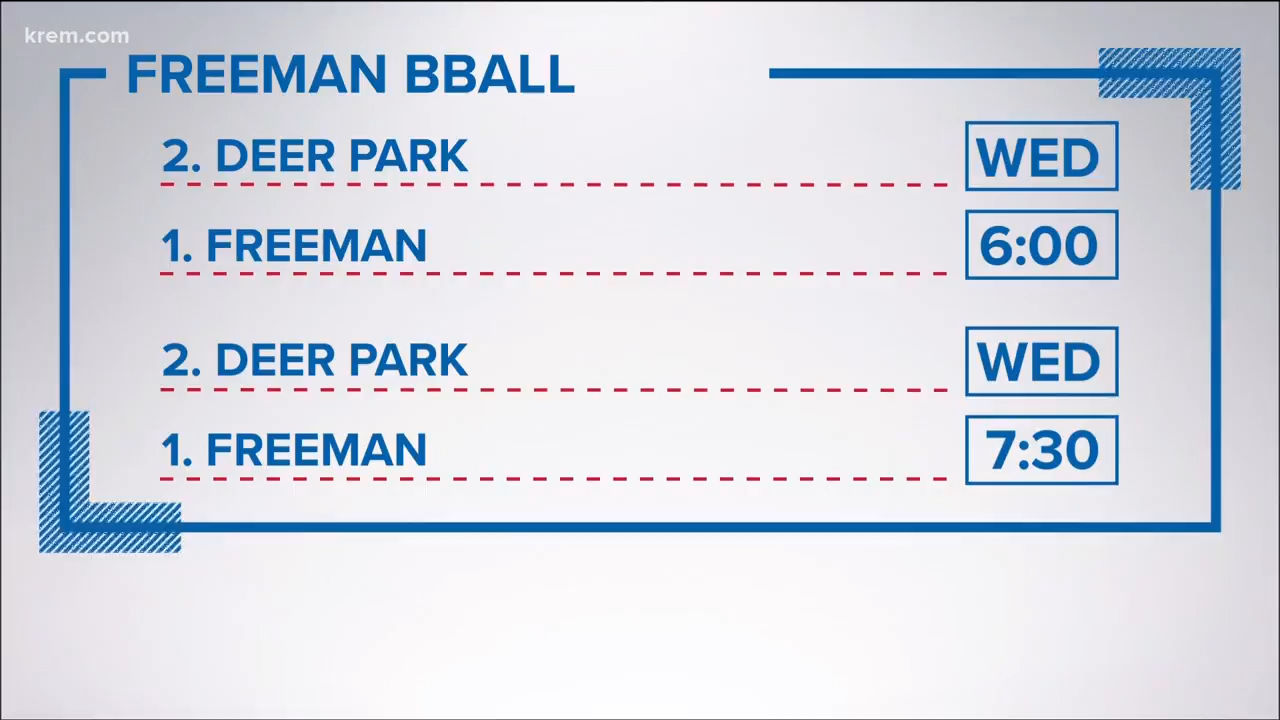 krem.com
FREEMAN BBALL
2. DEER PARK WED
1. FREEMAN 6:00
2. DEER PARK WED
1. FREEMAN 7:30